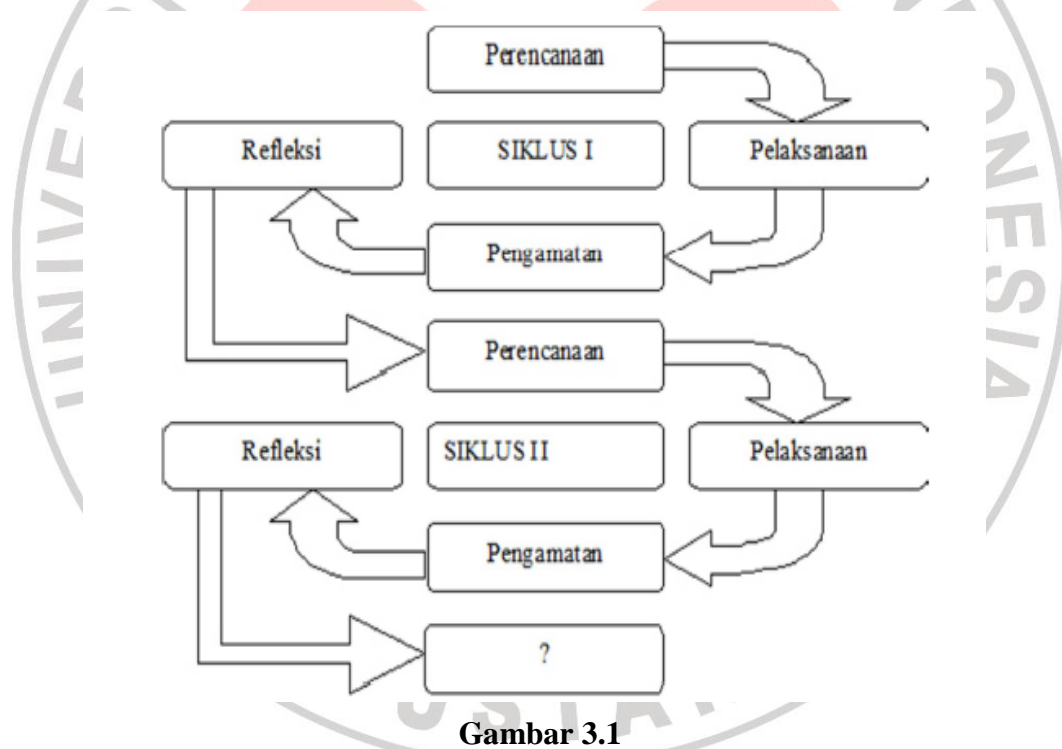 Perencanaan
Refleksi
SIKLUS I
Pelaksanaan
Pengamatan
Perencanaan
Refleksi
SIKLUS II
Pelaksanaan
Pengamatan
?
Gambar 3.1